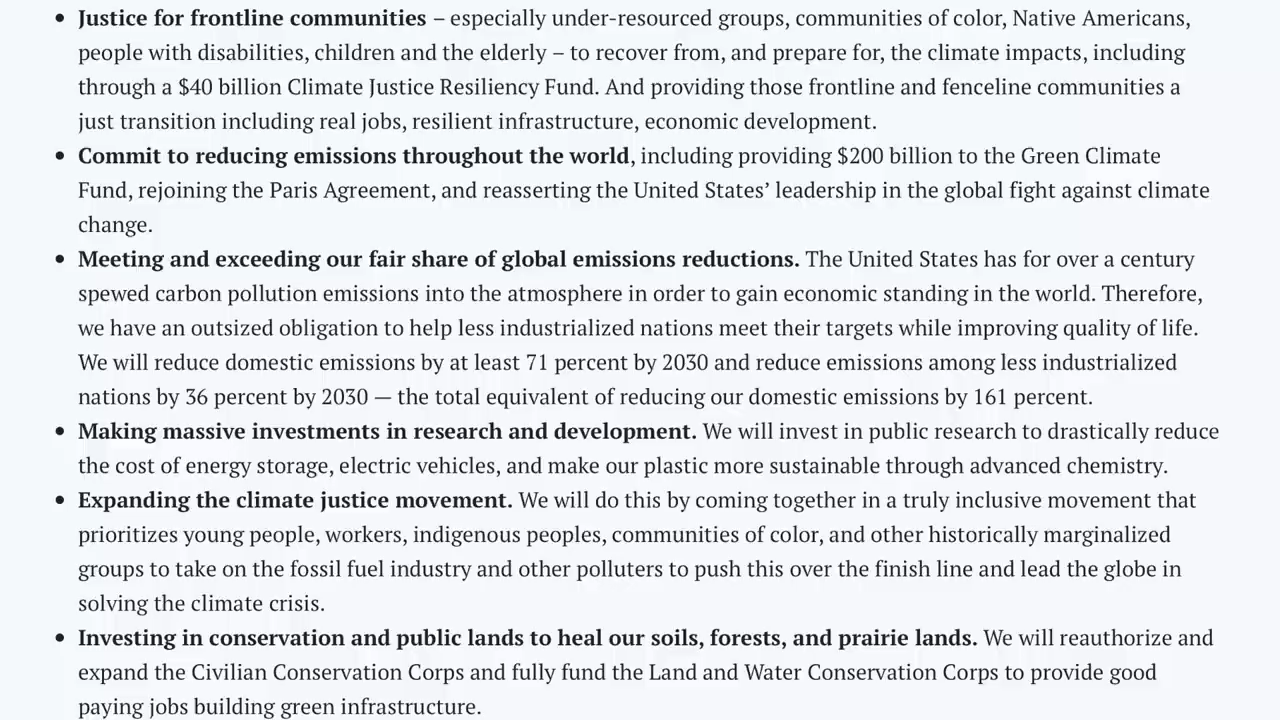 • Justice for frontline communities – especially under-resourced groups, communities of color, Native Americans,
people with disabilities, children and the elderly – to recover from, and prepare for, the climate impacts, including
through a $40 billion Climate Justice Resiliency Fund. And providing those frontline and fenceline communities a
just transition including real jobs, resilient infrastructure, economic development.
• Commit to reducing emissions throughout the world, including providing $200 billion to the Green Climate
Fund, rejoining the Paris Agreement, and reasserting the United States’ leadership in the global fight against climate
change.
• Meeting and exceeding our fair share of global emissions reductions. The United States has for over a century
spewed carbon pollution emissions into the atmosphere in order to gain economic standing in the world. Therefore,
we have an outsized obligation to help less industrialized nations meet their targets while improving quality of life.
We will reduce domestic emissions by at least 71 percent by 2030 and reduce emissions among less industrialized
nations by 36 percent by 2030 — the total equivalent of reducing our domestic emissions by 161 percent.
• Making massive investments in research and development. We will invest in public research to drastically reduce
the cost of energy storage, electric vehicles, and make our plastic more sustainable through advanced chemistry.
• Expanding the climate justice movement. We will do this by coming together in a truly inclusive movement that
prioritizes young people, workers, indigenous peoples, communities of color, and other historically marginalized
groups to take on the fossil fuel industry and other polluters to push this over the finish line and lead the globe in
solving the climate crisis.
• Investing in conservation and public lands to heal our soils, forests, and prairie lands. We will reauthorize and
expand the Civilian Conservation Corps and fully fund the Land and Water Conservation Corps to provide good
paying jobs building green infrastructure.